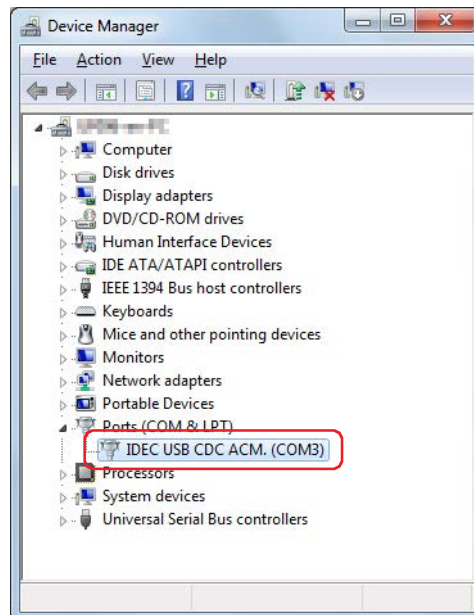 Device Manager
File Action View Help
Computer
Disk drives
Display adapters
DVD/CD-ROM drives
Human Interface Devices
IDE ATA/ATAPI controllers
IEEE 1394 Bus host controllers
Keyboards
Mice and other pointing devices
Monitors
Network adapters
Portable Devices
Ports (COM & LPT)
IDEC USB CDC ACM. (COM3)
Processors
System devices
Universal Serial Bus controllers